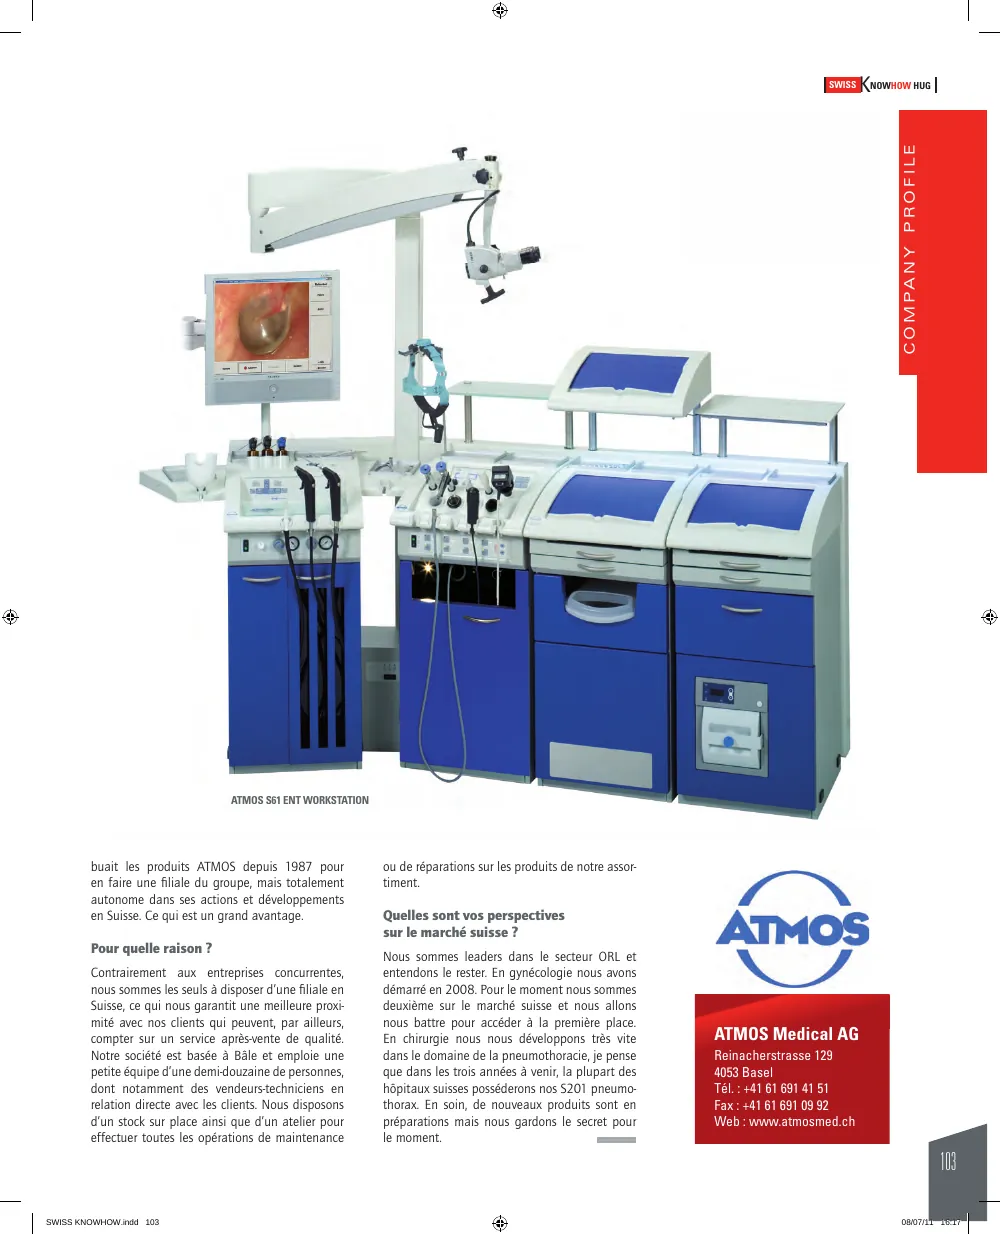 SWISS KNOWHOW HUG
COMPANY PROFILE
ATMOS S61 ENT WORKSTATION
buait les produits ATMOS depuis 1987 pour
en faire une filiale du groupe, mais totalement
autonome dans ses actions et développements
en Suisse. Ce qui est un grand avantage.
Pour quelle raison ?
Contrairement aux entreprises concurrentes,
nous sommes les seuls à disposer d’une filiale en
Suisse, ce qui nous garantit une meilleure proxi-
mité avec nos clients qui peuvent, par ailleurs,
compter sur un service après-vente de qualité.
Notre société est basée à Bâle et emploie une
petite équipe d’une demi-douzaine de personnes,
dont notamment des vendeurs-techniciens en
relation directe avec les clients. Nous disposons
d’un stock sur place ainsi que d’un atelier pour
effectuer toutes les opérations de maintenance
ou de réparations sur les produits de notre assor-
timent.
Quelles sont vos perspectives
sur le marché suisse ?
Nous sommes leaders dans le secteur ORL et
entendons le rester. En gynécologie nous avons
démarré en 2008. Pour le moment nous sommes
deuxième sur le marché suisse et nous allons
nous battre pour accéder à la première place.
En chirurgie nous nous développons très vite
dans le domaine de la pneumothoracie, je pense
que dans les trois années à venir, la plupart des
hôpitaux suisses posséderons nos S201 pneumo-
thorax. En soin, de nouveaux produits sont en
préparations mais nous gardons le secret pour
le moment.
ATMOS
ATMOS Medical AG
Reinacherstrasse 129
4053 Basel
Tél. : +41 61 691 41 51
Fax : +41 61 691 09 92
Web : www.atmosmed.ch
103
SWISS KNOWHOW.indd 103
08/07/11 16:17